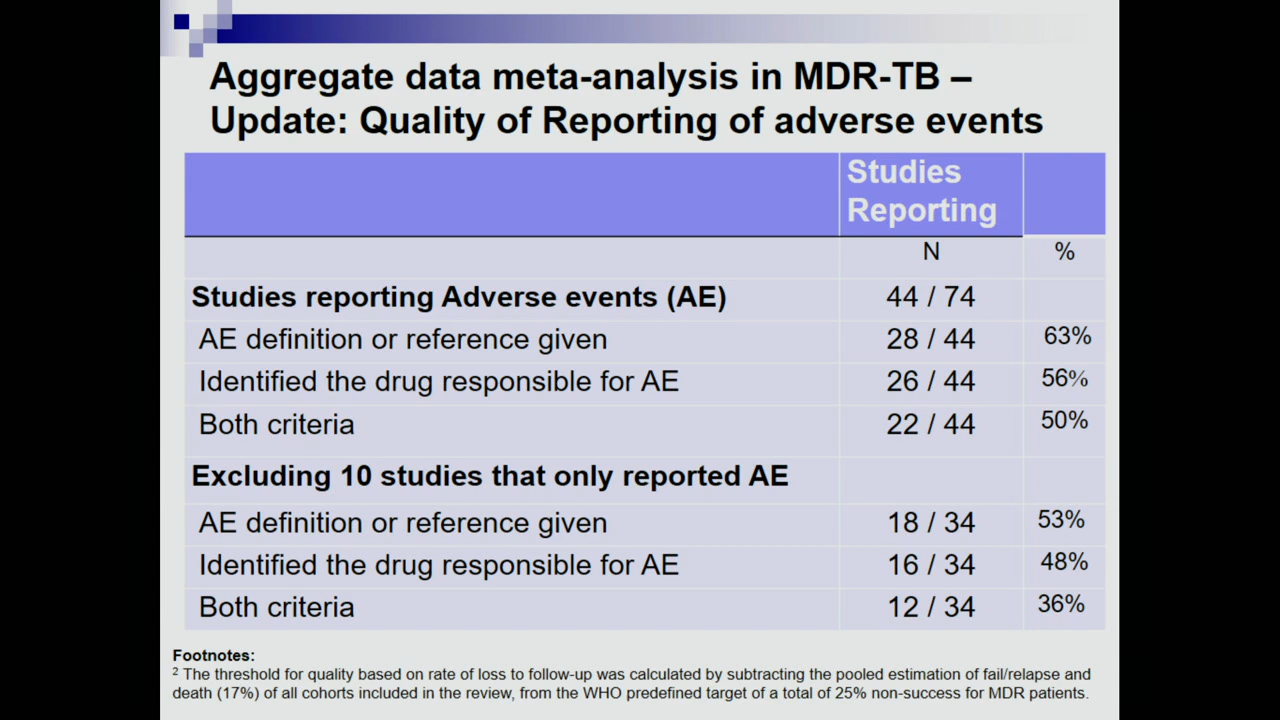 Aggregate data meta-analysis in MDR-TB –
Update: Quality of Reporting of adverse events
Studies
Reporting
N %
Studies reporting Adverse events (AE) 44 / 74
AE definition or reference given 28 / 44 63%
Identified the drug responsible for AE 26 / 44 56%
Both criteria 22 / 44 50%
Excluding 10 studies that only reported AE
AE definition or reference given 18 / 34 53%
Identified the drug responsible for AE 16 / 34 48%
Both criteria 12 / 34 36%
Footnotes:
² The threshold for quality based on rate of loss to follow-up was calculated by subtracting the pooled estimation of fail/relapse and
death (17%) of all cohorts included in the review, from the WHO predefined target of a total of 25% non-success for MDR patients.